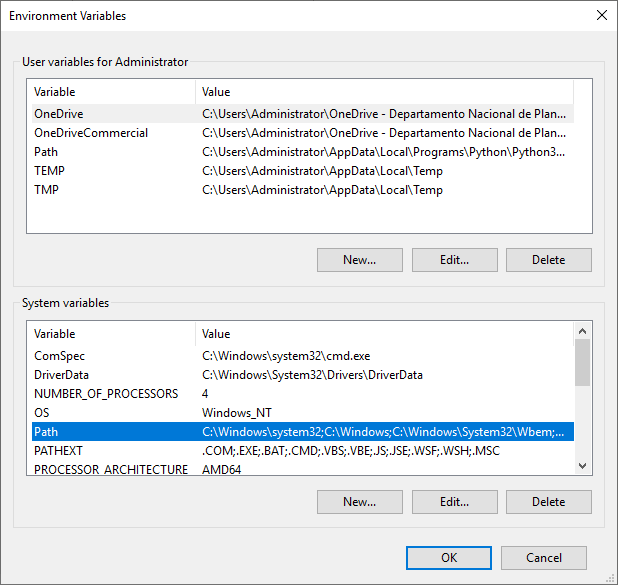 Environment Variables
User variables for Administrator
Variable Value
OneDrive C:\Users\Administrator\OneDrive - Departamento Nacional de Plan...
OneDriveCommercial C:\Users\Administrator\OneDrive - Departamento Nacional de Plan...
Path C:\Users\Administrator\AppData\Local\Programs\Python\Python3...
TEMP C:\Users\Administrator\AppData\Local\Temp
TMP C:\Users\Administrator\AppData\Local\Temp
New... Edit... Delete
System variables
Variable Value
ComSpec C:\Windows\system32\cmd.exe
DriverData C:\Windows\System32\Drivers\DriverData
NUMBER_OF_PROCESSORS 4
OS Windows_NT
Path C:\Windows\system32;C:\Windows;C:\Windows\System32\Wbem;...
PATHEXT .COM;.EXE;.BAT;.CMD;.VBS;.VBE;.JS;.JSE;.WSF;.WSH;.MSC
PROCESSOR_ARCHITECTURE AMD64
New... Edit... Delete
OK Cancel